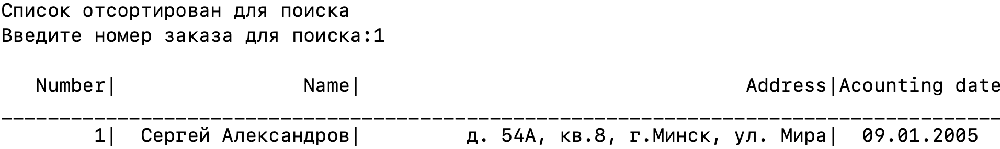 Список отсортирован для поиска
Введите номер заказа для поиска:1
Number| Name| Address|Acounting date
______________________________________________________________________________________
1| Сергей Александров| д. 54А, кв.8, г.Минск, ул. Мира| 09.01.2005